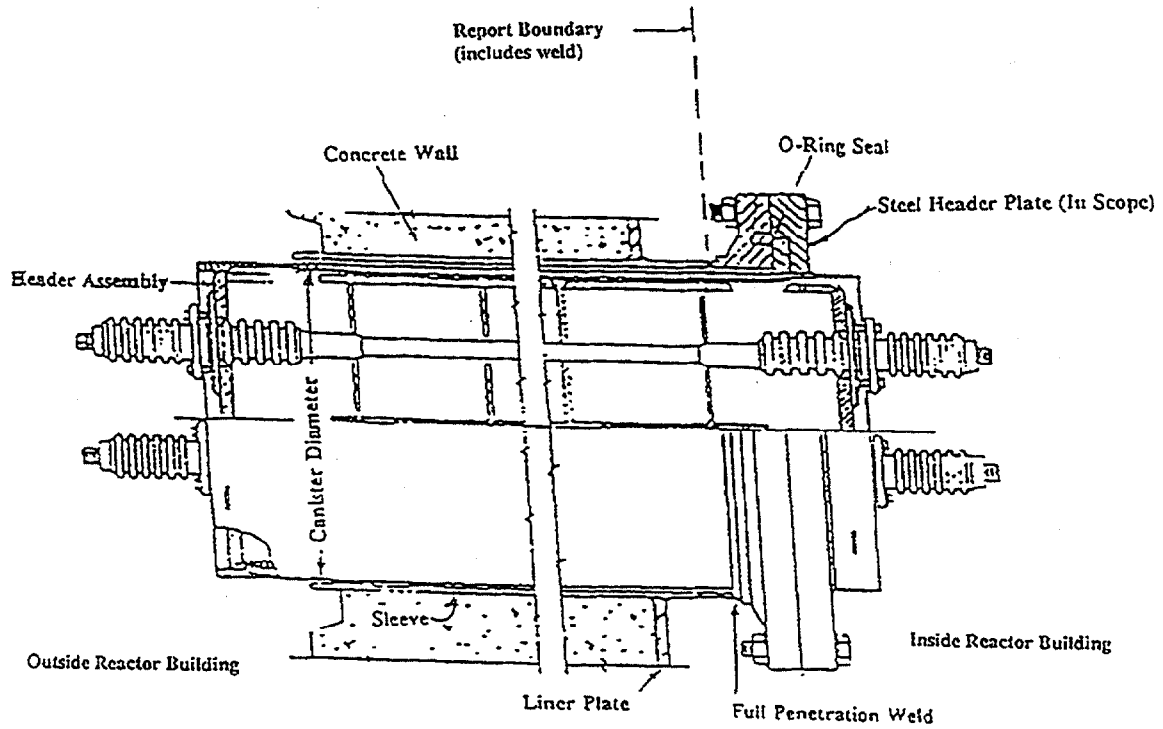 Report Boundary
(includes weld)
O-Ring Seal
Concrete Wall
Steel Header Plate (In Scope)
Header Assembly
Canister Diameter
Sleeve
Outside Reactor Building
Inside Reactor Building
Liner Plate
Full Penetration Weld